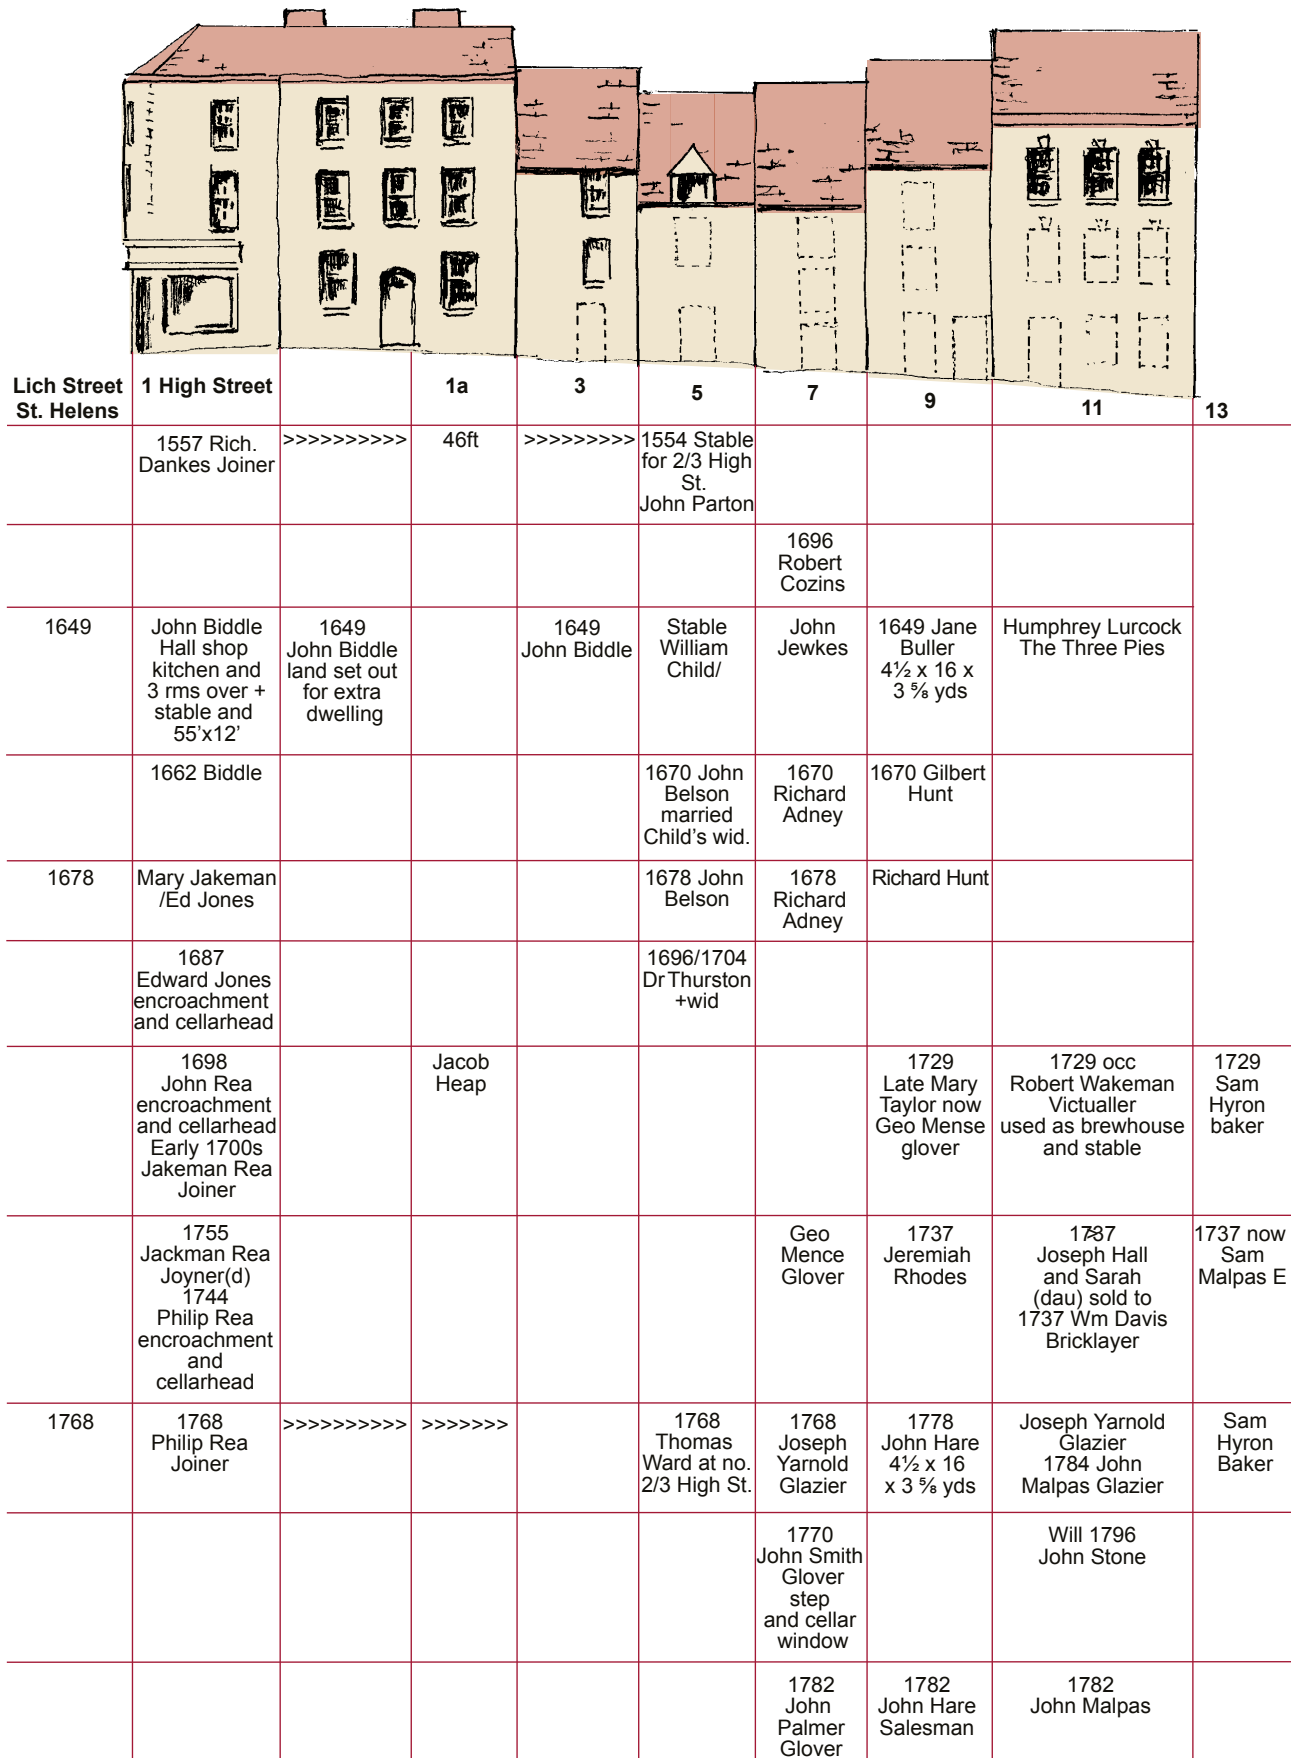 Lich Street
St. Helens
1 High Street
1a
3
5
7
9
11
13
1557 Rich.
Dankes Joiner
>>>>>>>>>>
46ft
>>>>>>>>>
1554 Stable
for 2/3 High
St.
John Parton
1696
Robert
Cozins
1649
John Biddle
Hall shop
kitchen and
3 rms over +
stable and
55'x12'
1649
John Biddle
land set out
for extra
dwelling
1649
John Biddle
Stable
William
Child/
John
Jewkes
1649 Jane
Buller
4½ x 16 x
3 ⅝ yds
Humphrey Lurcock
The Three Pies
1662 Biddle
1670 John
Belson
married
Child's wid.
1670
Richard
Adney
1670 Gilbert
Hunt
1678
Mary Jakeman
/Ed Jones
1678 John
Belson
1678
Richard
Adney
Richard Hunt
1687
Edward Jones
encroachment
and cellarhead
1696/1704
Dr Thurston
+wid
1698
John Rea
encroachment
and cellarhead
Early 1700s
Jakeman Rea
Joiner
Jacob
Heap
1729
Late Mary
Taylor now
Geo Mense
glover
1729 occ
Robert Wakeman
Victualler
used as brewhouse
and stable
1729
Sam
Hyron
baker
1755
Jackman Rea
Joyner(d)
1744
Philip Rea
encroachment
and
cellarhead
Geo
Mence
Glover
1737
Jeremiah
Rhodes
Joseph Hall
and Sarah
(dau) sold to
1737 Wm Davis
Bricklayer
1737 now
Sam
Malpas E
1768
1768
Philip Rea
Joiner
>>>>>>>>>>
>>>>>>>
1768
Thomas
Ward at no.
2/3 High St.
1768
Joseph
Yarnold
Glazier
1778
John Hare
4½ x 16
x 3 ⅝ yds
Joseph Yarnold
Glazier
1784 John
Malpas Glazier
Sam
Hyron
Baker
1770
John Smith
Glover
step
and cellar
window
Will 1796
John Stone
1782
John
Palmer
Glover
1782
John Hare
Salesman
1782
John Malpas